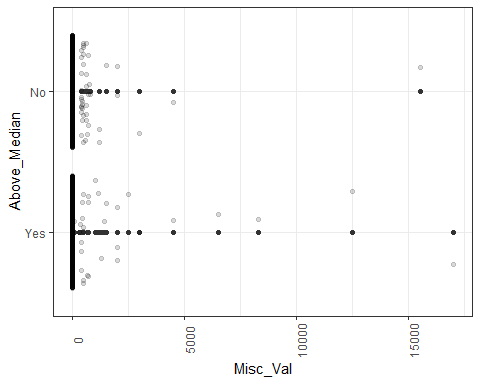 Above_Median
No
Yes
0
5000
10000
15000
Misc_Val